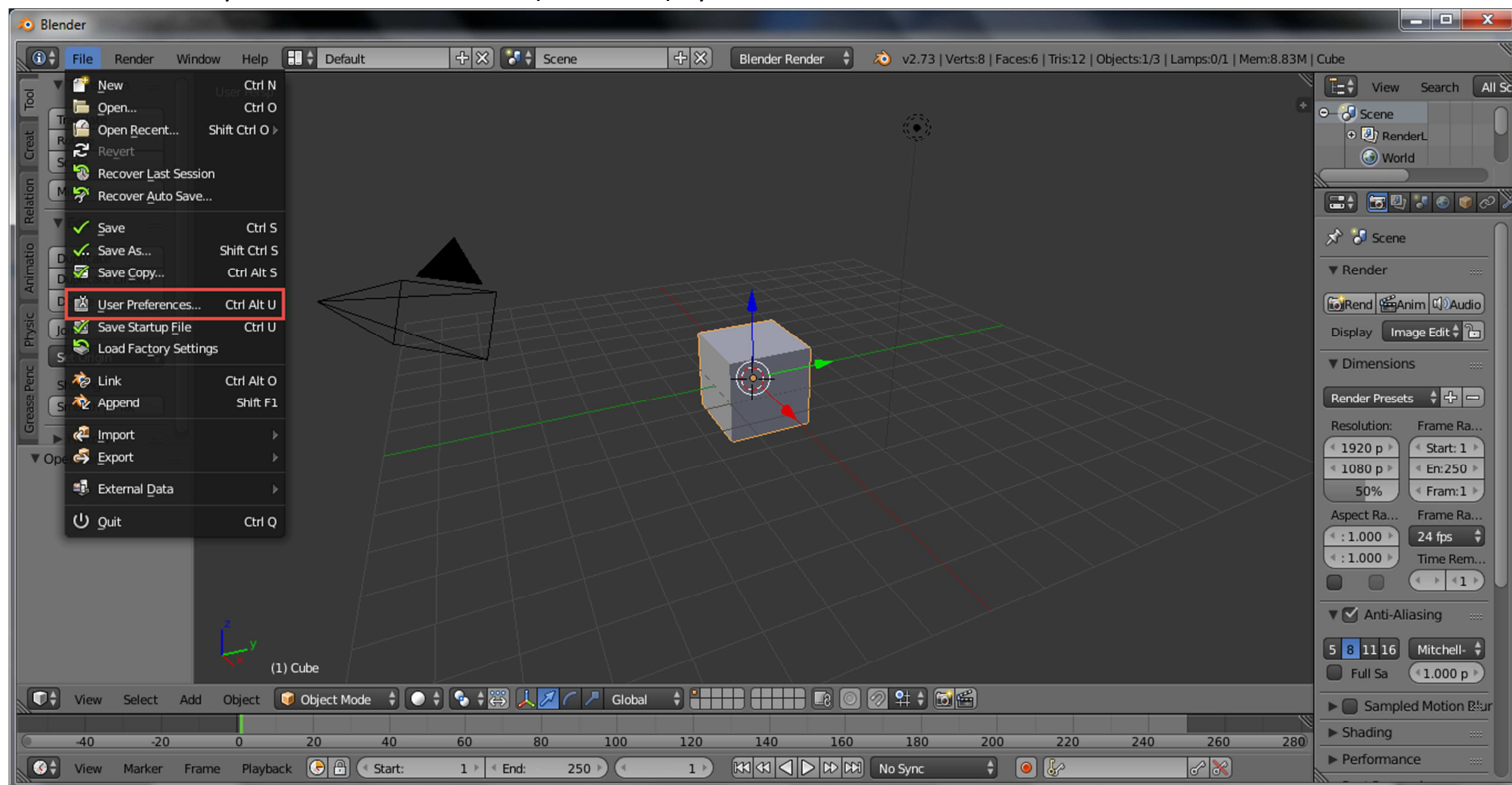 Blender
File Render Window Help Default Scene Blender Render v2.73 | Verts:8 | Faces:6 | Tris:12 | Objects:1/3 | Lamps:0/1 | Mem:8.83M | Cube
New Ctrl N
Open... Ctrl O
Open Recent... Shift Ctrl O
Revert
Recover Last Session
Recover Auto Save...
Save Ctrl S
Save As... Shift Ctrl S
Save Copy... Ctrl Alt S
User Preferences... Ctrl Alt U
Save Startup File Ctrl U
Load Factory Settings
Link Ctrl Alt O
Append Shift F1
Import
Export
External Data
Quit Ctrl Q
Tool
Creat
Relation
Animatio
Physic
Grease Penc
z
y
x
(1) Cube
View Search All Sc
Scene
RenderL
World
Scene
Render
Rend Anim Audio
Display Image Edit
Dimensions
Render Presets
Resolution: Frame Ra...
1920 p Start: 1
1080 p En:250
50% Fram:1
Aspect Ra... Frame Ra...
: 1.000 24 fps
: 1.000 Time Rem...
1
Anti-Aliasing
5 8 11 16 Mitchell-
Full Sa 1.000 p
Sampled Motion Blur
Shading
Performance
View Select Add Object Object Mode Global
-40 -20 0 20 40 60 80 100 120 140 160 180 200 220 240 260 280
View Marker Frame Playback Start: 1 End: 250 1 No Sync